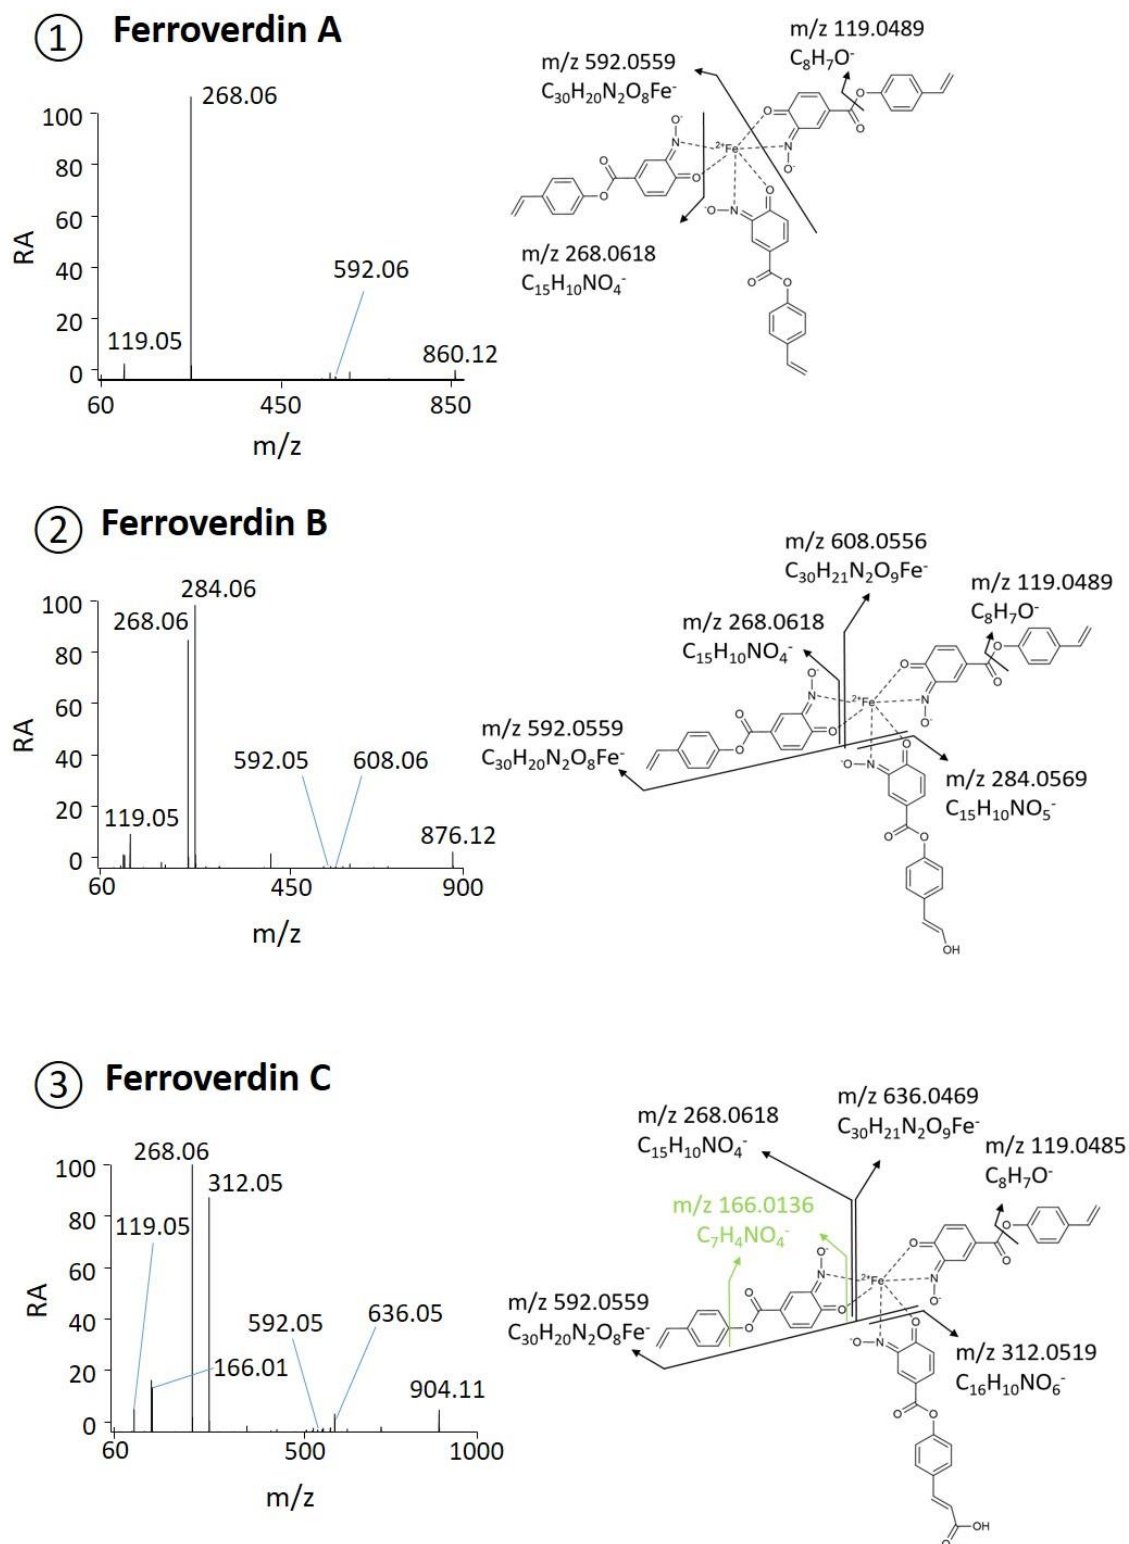 ① Ferroverdin A
m/z 119.0489
C₈H₇O⁻
m/z 592.0559
C₃₀H₂₀N₂O₈Fe⁻
m/z 268.0618
C₁₅H₁₀NO₄⁻
O⁻
N
O
²⁺Fe
O
N
O⁻
O
O
O
O
O
⁻O
N
O
O
268.06
592.06
119.05
860.12
100
80
60
40
20
0
RA
60
450
850
m/z
② Ferroverdin B
m/z 608.0556
C₃₀H₂₁N₂O₉Fe⁻
m/z 119.0489
C₈H₇O⁻
m/z 268.0618
C₁₅H₁₀NO₄⁻
m/z 592.0559
C₃₀H₂₀N₂O₈Fe⁻
m/z 284.0569
C₁₅H₁₀NO₅⁻
O⁻
N
O
²⁺Fe
O
N
O⁻
O
O
O
O
O
⁻O
N
O
O
OH
284.06
268.06
592.05
608.06
119.05
876.12
100
80
60
40
20
0
RA
60
450
900
m/z
③ Ferroverdin C
m/z 636.0469
C₃₀H₂₁N₂O₉Fe⁻
m/z 268.0618
C₁₅H₁₀NO₄⁻
m/z 119.0485
C₈H₇O⁻
m/z 166.0136
C₇H₄NO₄⁻
m/z 592.0559
C₃₀H₂₀N₂O₈Fe⁻
m/z 312.0519
C₁₆H₁₀NO₆⁻
O⁻
N
O
²⁺Fe
O
N
O⁻
O
O
O
O
O
⁻O
N
O
O
OH
O
268.06
312.05
119.05
592.05
636.05
166.01
904.11
100
80
60
40
20
0
RA
60
500
1000
m/z